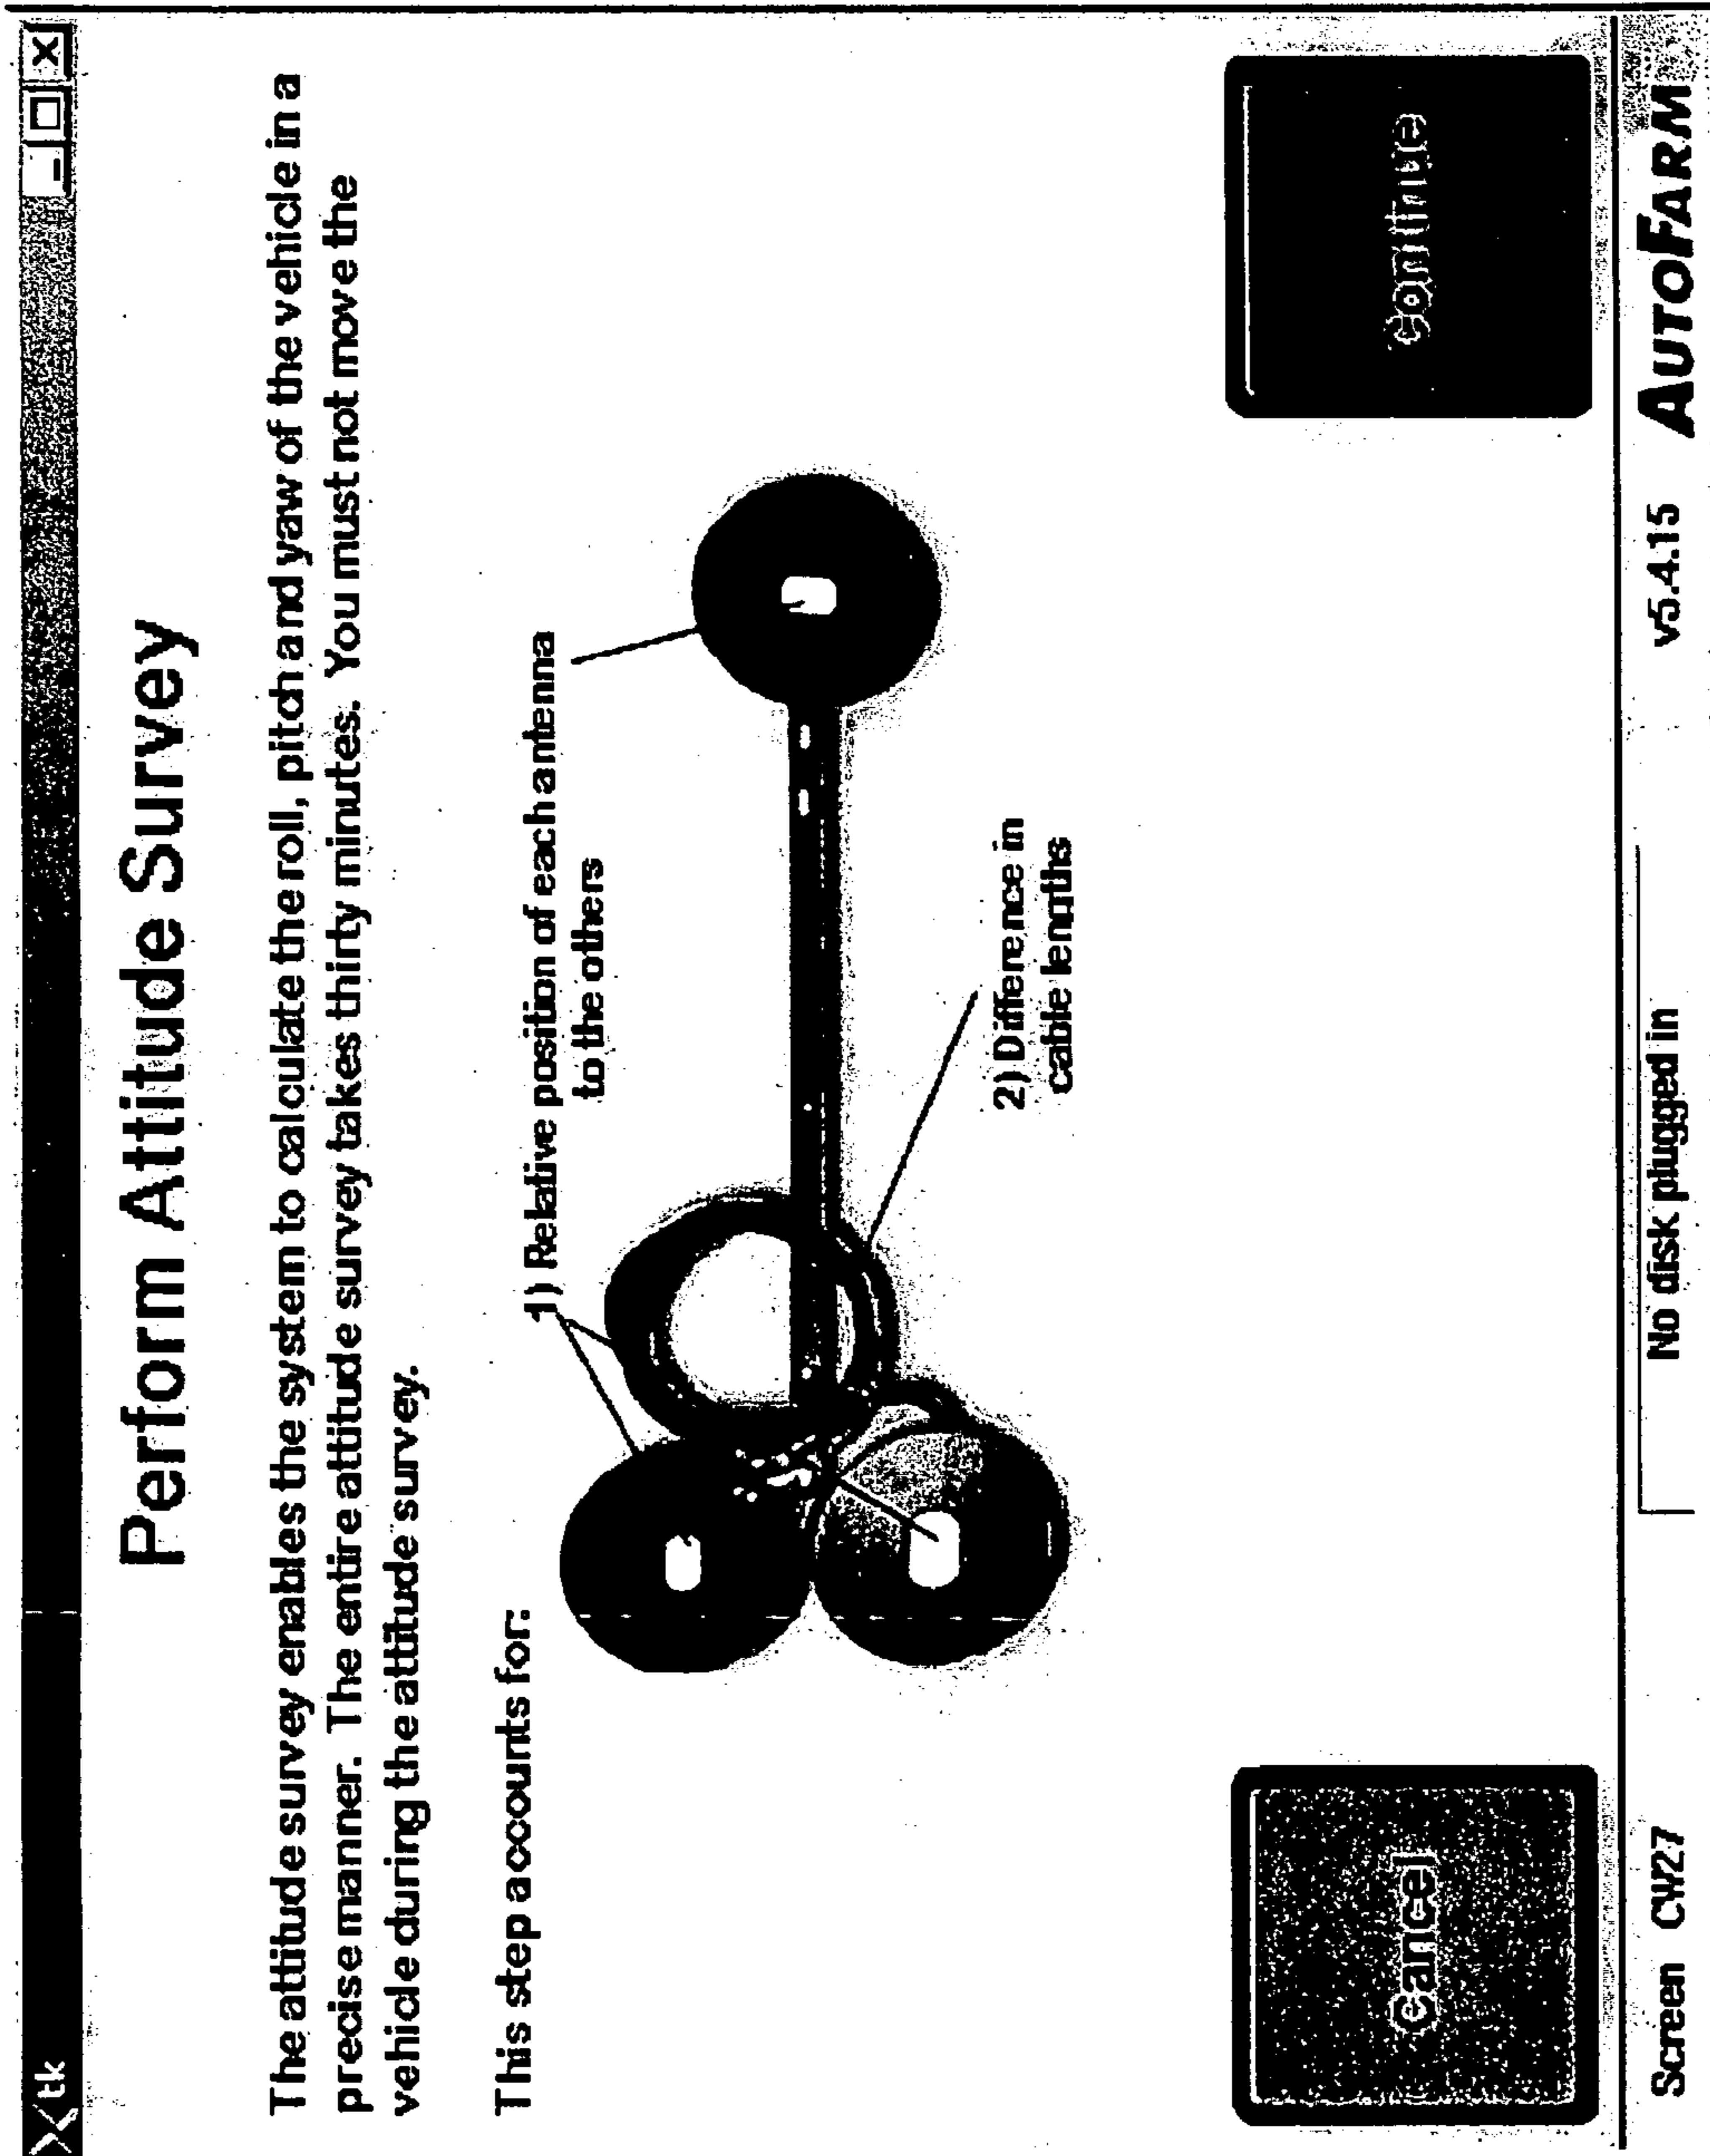 tk
Perform Attitude Survey
The attitude survey enables the system to calculate the roll, pitch and yaw of the vehicle in a
precise manner. The entire attitude survey takes thirty minutes. You must not move the
vehicle during the attitude survey.
This step accounts for:
1) Relative position of each antenna
to the others
2) Difference in
cable lengths
Cancel
Continue
Screen CW27
No disk plugged in
v5.4.15
AUTOFARM